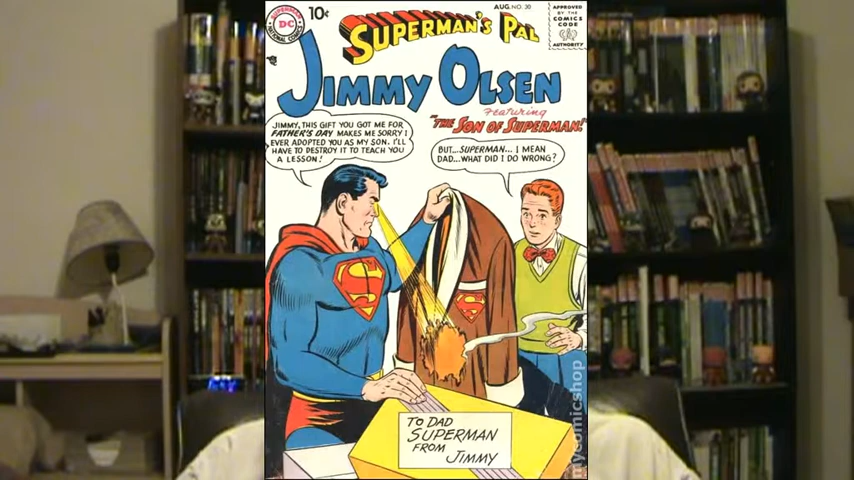 SUPERMAN
DC
NATIONAL COMICS
10¢
AUG. NO. 30
APPROVED
BY THE
COMICS
CODE
AUTHORITY
SUPERMAN'S PAL
JIMMY OLSEN
Featuring
"THE SON OF SUPERMAN!"
JIMMY, THIS GIFT YOU GOT ME FOR
FATHER'S DAY MAKES ME SORRY I
EVER ADOPTED YOU AS MY SON. I'LL
HAVE TO DESTROY IT TO TEACH YOU
A LESSON!
BUT...SUPERMAN... I MEAN
DAD...WHAT DID I DO WRONG?
S
S
TO DAD
SUPERMAN
FROM
JIMMY
mycomicshop